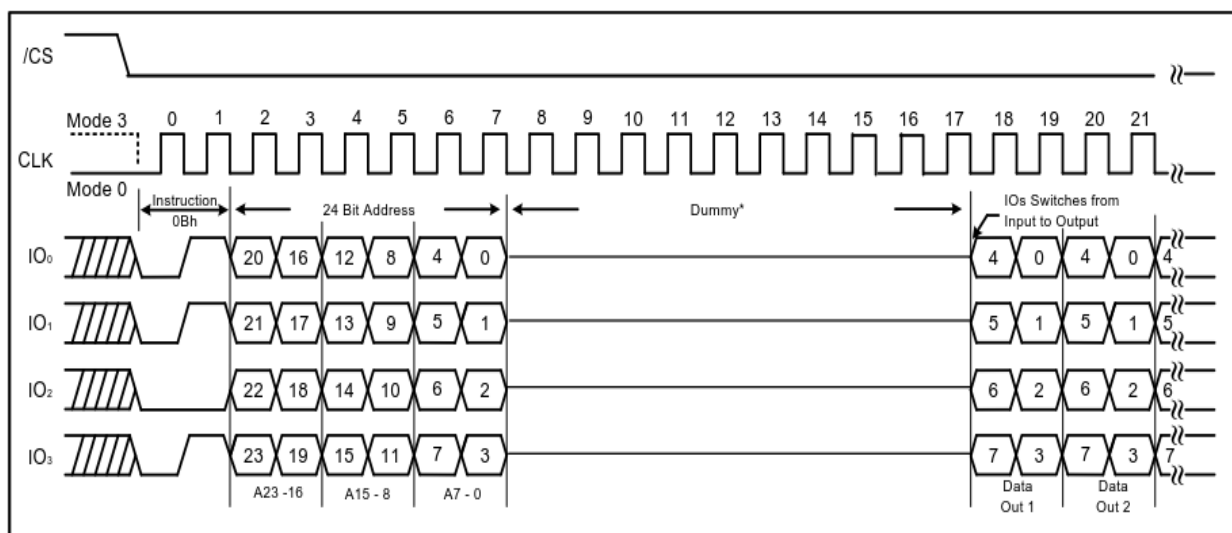 /CS
Mode 3
0 1 2 3 4 5 6 7 8 9 10 11 12 13 14 15 16 17 18 19 20 21
CLK
Mode 0
Instruction
0Bh
24 Bit Address
Dummy*
IOs Switches from
Input to Output
IO₀ 20 16 12 8 4 0 4 0 4 0 4
IO₁ 21 17 13 9 5 1 5 1 5 1 5
IO₂ 22 18 14 10 6 2 6 2 6 2 6
IO₃ 23 19 15 11 7 3 7 3 7 3 7
A23 -16 A15 - 8 A7 - 0
Data
Out 1
Data
Out 2